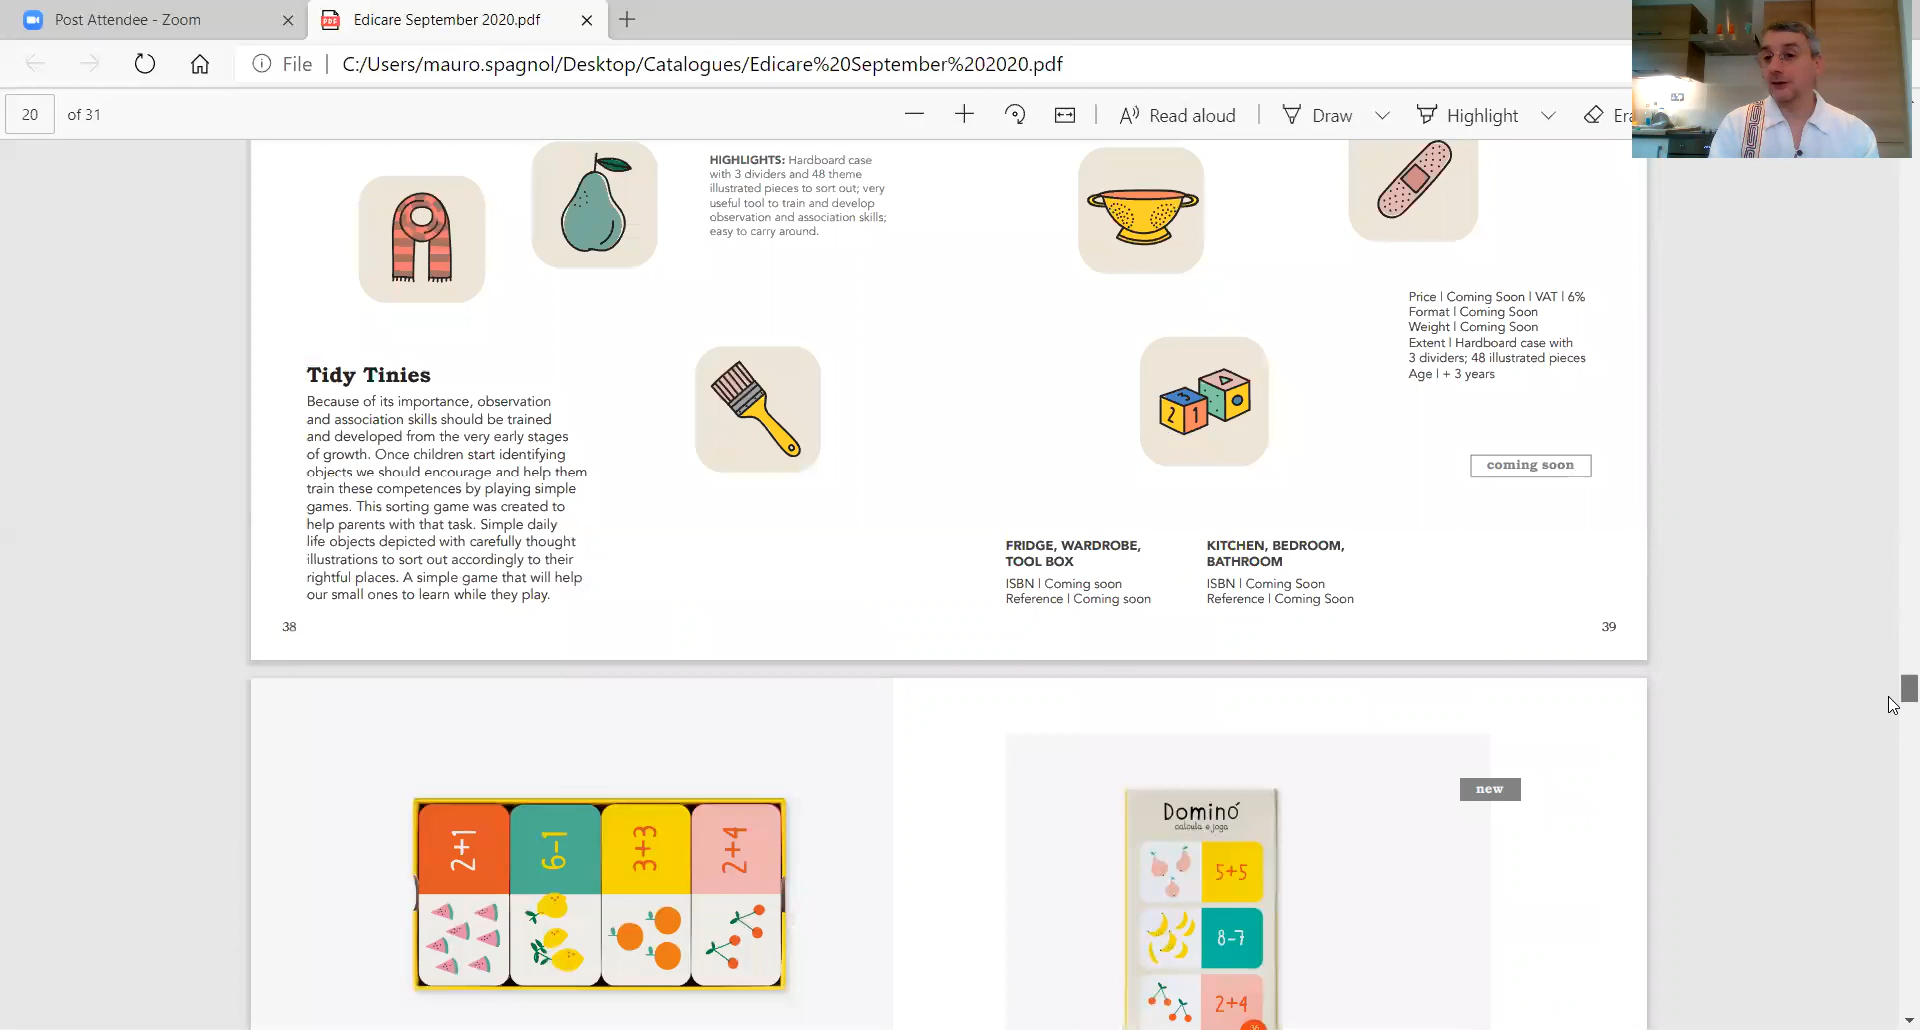 Post Attendee - Zoom
Edicare September 2020.pdf
File
C:/Users/mauro.spagnol/Desktop/Catalogues/Edicare%20September%202020.pdf
20
of 31
Read aloud
Draw
Highlight
HIGHLIGHTS: Hardboard case
with 3 dividers and 48 theme
illustrated pieces to sort out; very
useful tool to train and develop
observation and association skills;
easy to carry around.
Price | Coming Soon | VAT | 6%
Format | Coming Soon
Weight | Coming Soon
Extent | Hardboard case with
3 dividers; 48 illustrated pieces
Age | + 3 years
Tidy Tinies
Because of its importance, observation
and association skills should be trained
and developed from the very early stages
of growth. Once children start identifying
objects we should encourage and help them
train these competences by playing simple
games. This sorting game was created to
help parents with that task. Simple daily
life objects depicted with carefully thought
illustrations to sort out accordingly to their
rightful places. A simple game that will help
our small ones to learn while they play.
3
2
1
coming soon
FRIDGE, WARDROBE,
TOOL BOX
ISBN | Coming soon
Reference | Coming soon
KITCHEN, BEDROOM,
BATHROOM
ISBN | Coming Soon
Reference | Coming Soon
38
39
2+1
6-1
3+3
2+4
new
Dominó
calcula e joga
5+5
8-7
2+4
36